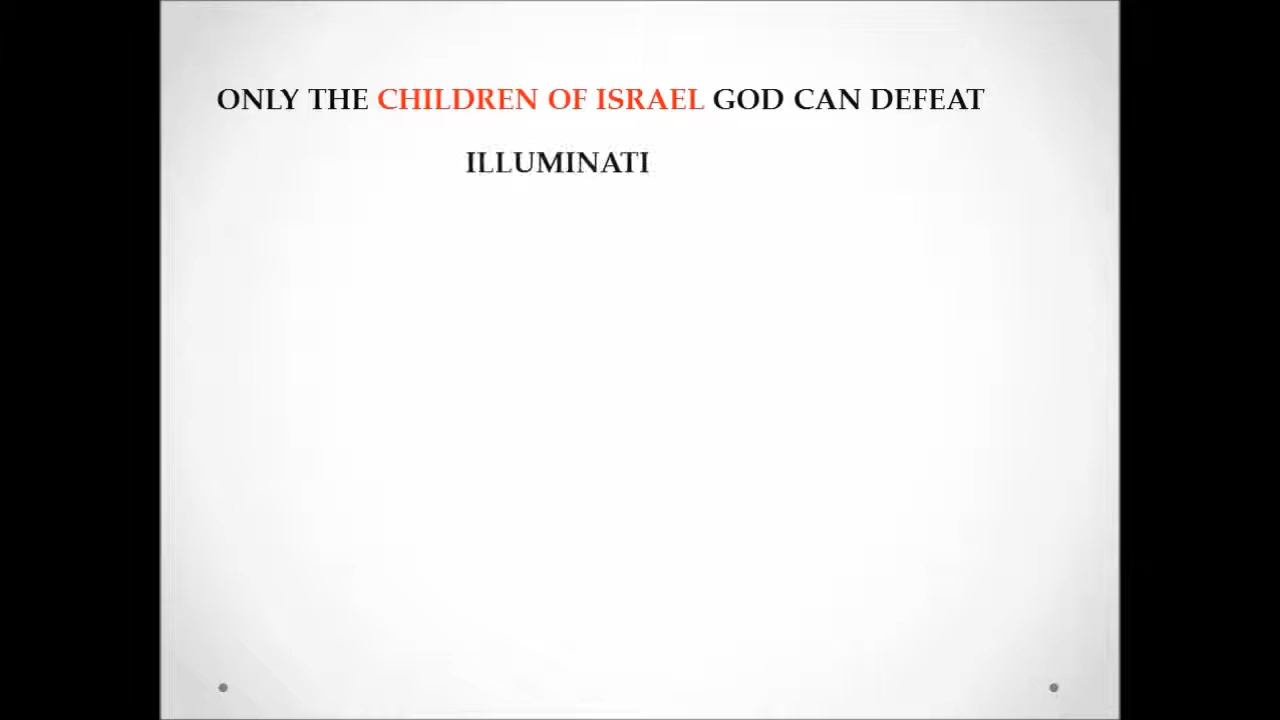 ONLY THE CHILDREN OF ISRAEL GOD CAN DEFEAT
ILLUMINATI